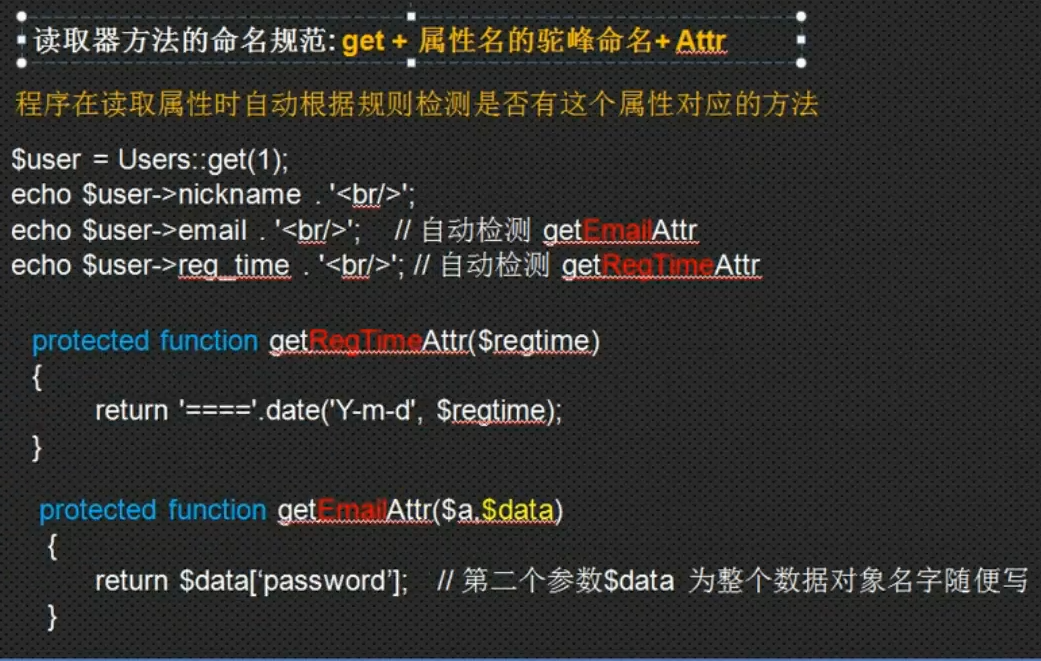 读取器方法的命名规范: get + 属性名的驼峰命名+ Attr
程序在读取属性时自动根据规则检测是否有这个属性对应的方法
$user = Users::get(1);
echo $user->nickname . '<br/>';
echo $user->email . '<br/>'; // 自动检测 getEmailAttr
echo $user->reg_time . '<br/>'; // 自动检测 getRegTimeAttr
protected function getRegTimeAttr($regtime)
{
return '===='.date('Y-m-d', $regtime);
}
protected function getEmailAttr($a,$data)
{
return $data[‘password’]; // 第二个参数$data 为整个数据对象名字随便写
}